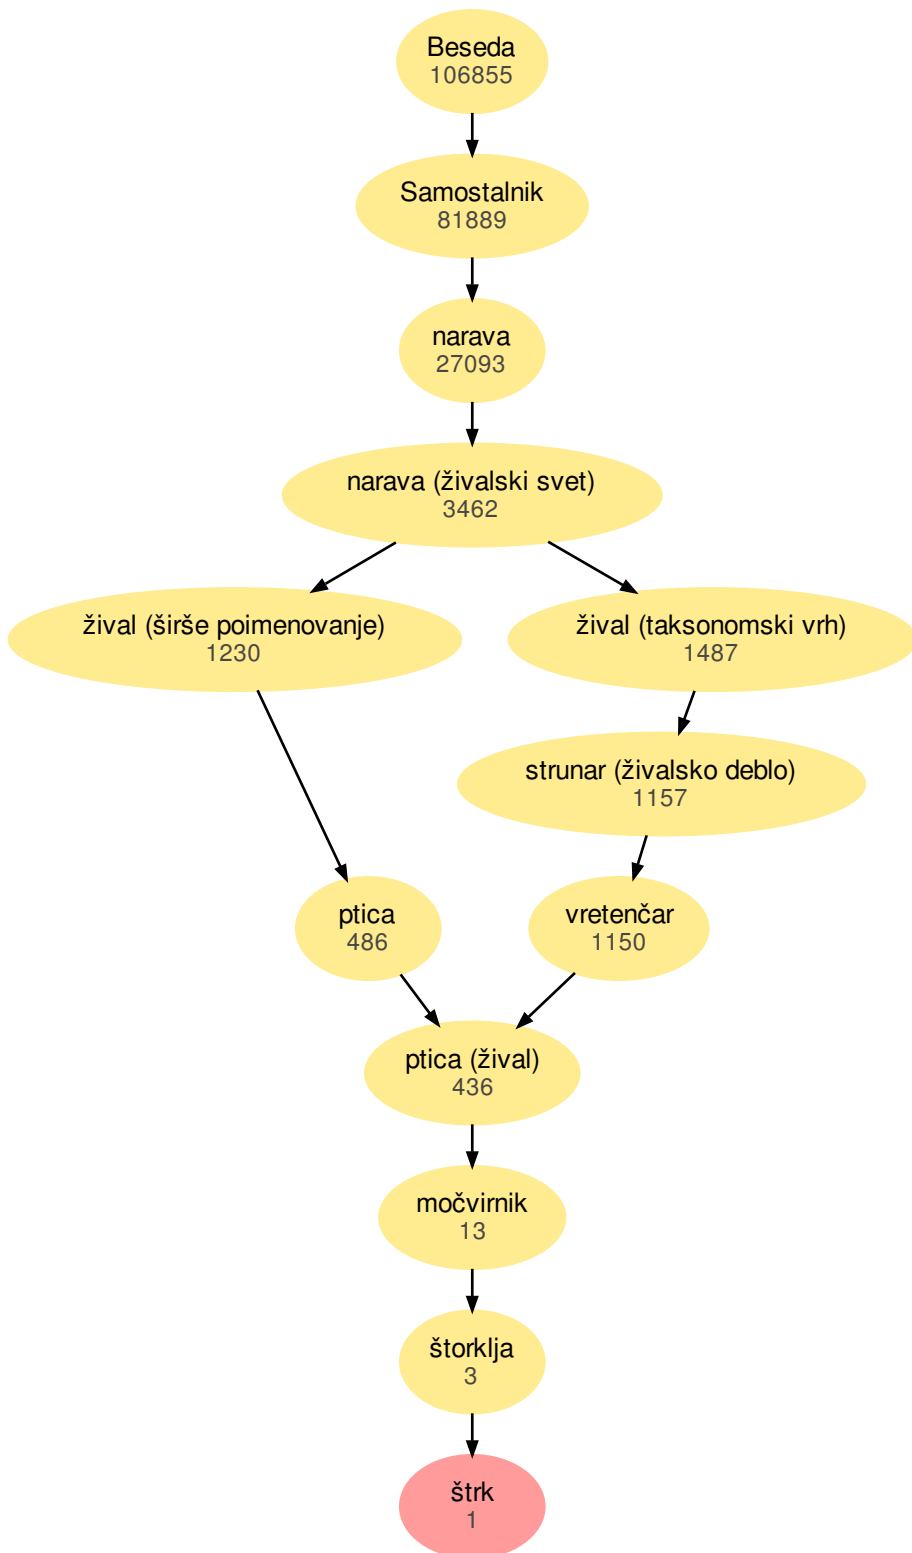 Beseda
106855
Samostalnik
81889
narava
27093
narava (živalski svet)
3462
žival (širše poimenovanje)
1230
žival (taksonomski vrh)
1487
strunar (živalsko deblo)
1157
ptica
486
vretenčar
1150
ptica (žival)
436
močvirnik
13
štorklja
3
štrk
1